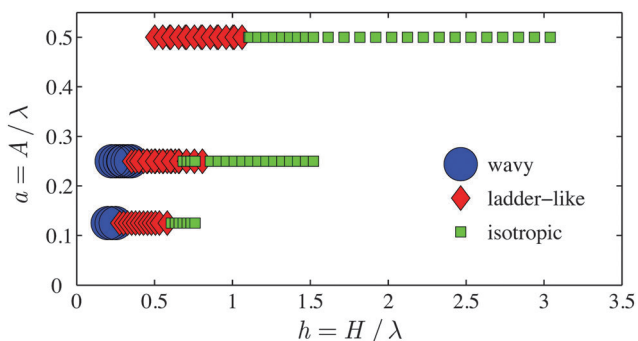 0.5
0.4
0.3
0.2
0.1
0
a = A / λ
wavy
ladder−like
isotropic
0 0.5 1 1.5 2 2.5 3 3.5
h = H / λ